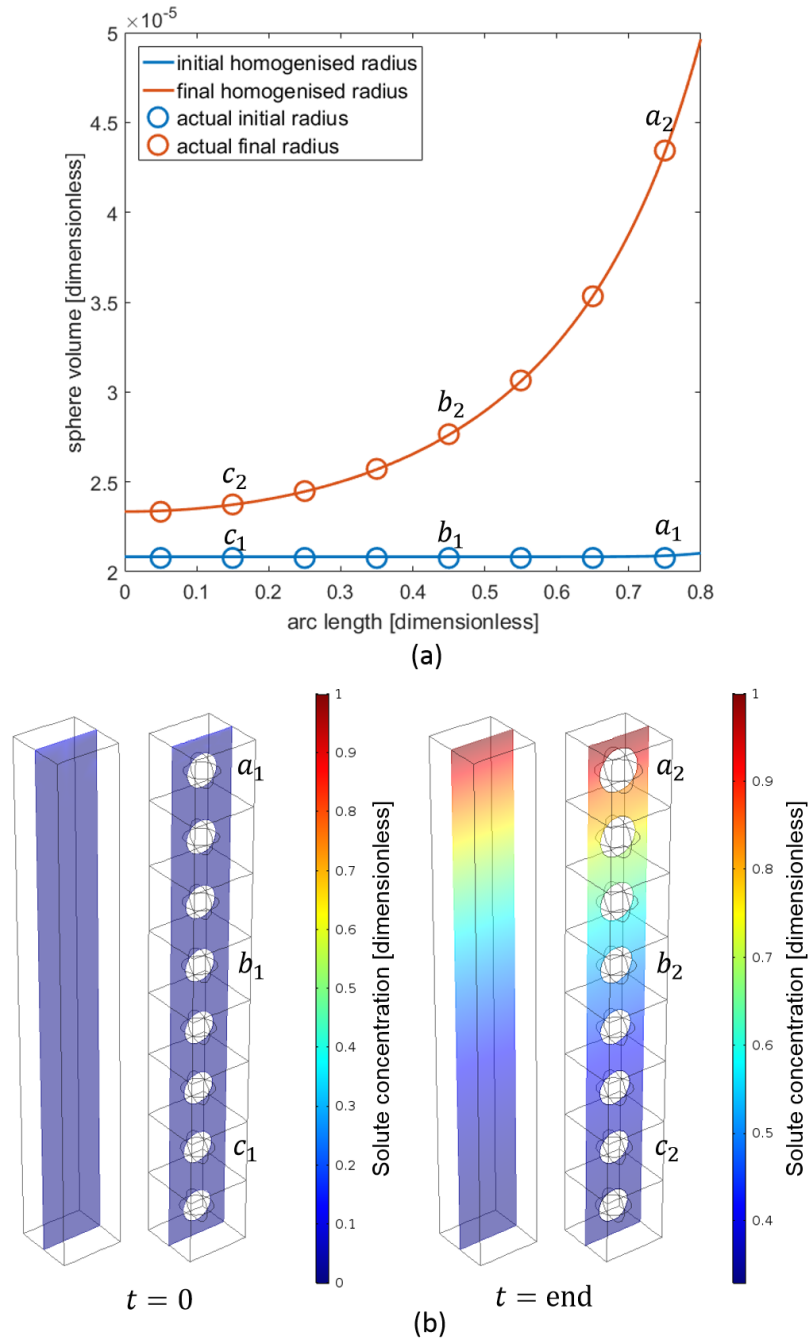 ×10⁻⁵
5
initial homogenised radius
final homogenised radius
actual initial radius
actual final radius
a₂
4.5
4
3.5
3
b₂
2.5
c₂
c₁ b₁ a₁
2
0 0.1 0.2 0.3 0.4 0.5 0.6 0.7 0.8
sphere volume [dimensionless]
arc length [dimensionless]
(a)
a₁
b₁
c₁
1
0.9
0.8
0.7
0.6
0.5
0.4
0.3
0.2
0.1
0
Solute concentration [dimensionless]
t = 0
a₂
b₂
c₂
1
0.9
0.8
0.7
0.6
0.5
0.4
Solute concentration [dimensionless]
t = end
(b)